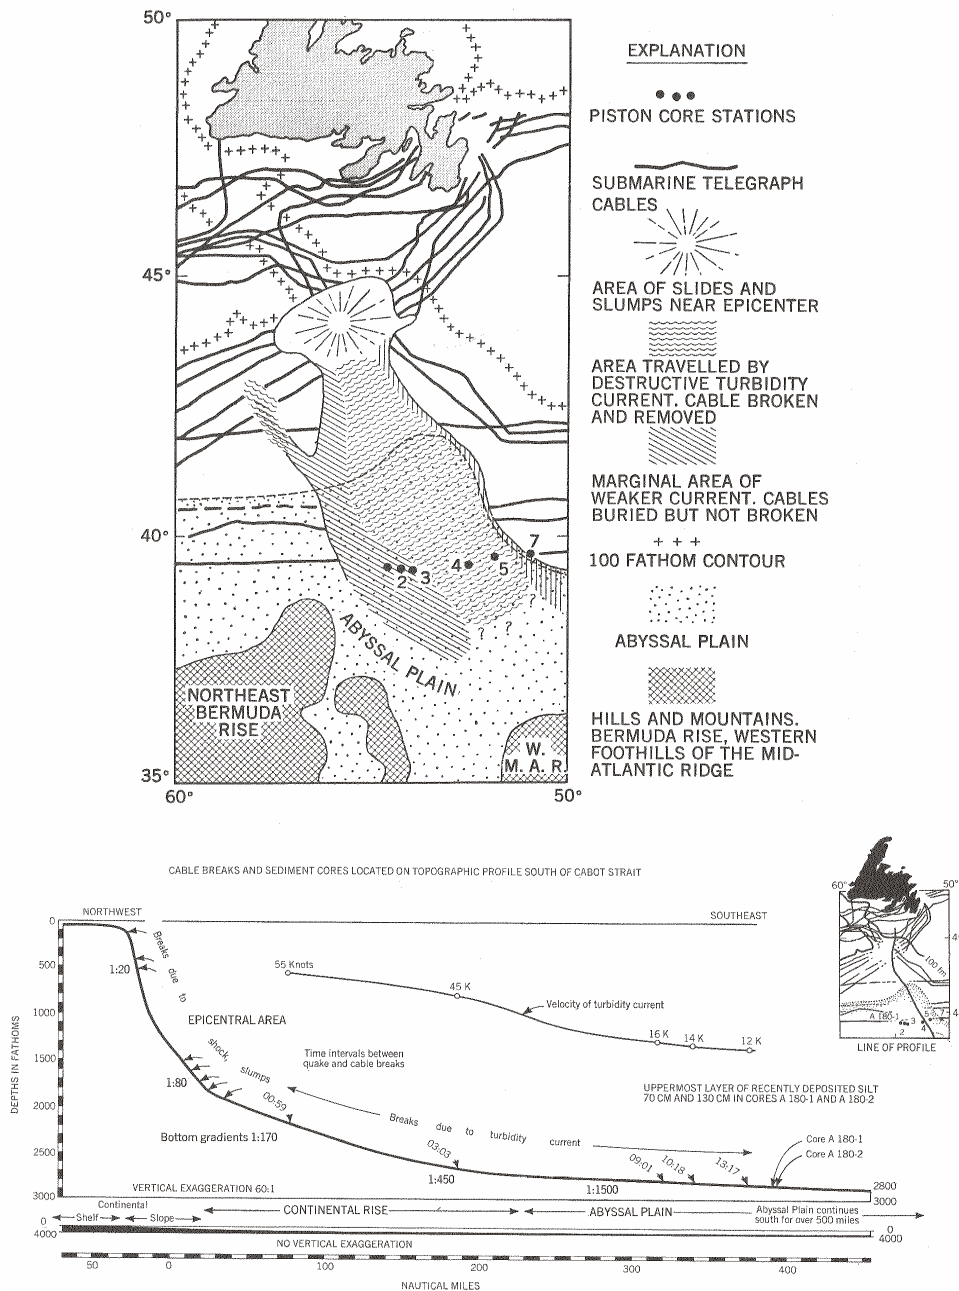 50°
45°
40°
35°
60°
50°
2
3
4
5
7
?
?
?
ABYSSAL PLAIN
NORTHEAST
BERMUDA
RISE
W.
M. A. R.
EXPLANATION
PISTON CORE STATIONS
SUBMARINE TELEGRAPH
CABLES
AREA OF SLIDES AND
SLUMPS NEAR EPICENTER
AREA TRAVELLED BY
DESTRUCTIVE TURBIDITY
CURRENT. CABLE BROKEN
AND REMOVED
MARGINAL AREA OF
WEAKER CURRENT. CABLES
BURIED BUT NOT BROKEN
+ + +
100 FATHOM CONTOUR
ABYSSAL PLAIN
HILLS AND MOUNTAINS.
BERMUDA RISE, WESTERN
FOOTHILLS OF THE MID-
ATLANTIC RIDGE
CABLE BREAKS AND SEDIMENT CORES LOCATED ON TOPOGRAPHIC PROFILE SOUTH OF CABOT STRAIT
NORTHWEST
SOUTHEAST
DEPTHS IN FATHOMS
0
500
1000
1500
2000
2500
3000
0
4000
1:20
Breaks due to shock, slumps
EPICENTRAL AREA
1:80
55 Knots
45 K
Velocity of turbidity current
16 K
14 K
12 K
Time intervals between
quake and cable breaks
00:59
Breaks due to turbidity current
03:03
09:01
10:18
13:17
Bottom gradients 1:170
1:450
1:1500
UPPERMOST LAYER OF RECENTLY DEPOSITED SILT
70 CM AND 130 CM IN CORES A 180-1 AND A 180-2
Core A 180-1
Core A 180-2
2800
3000
0
4000
VERTICAL EXAGGERATION 60:1
Continental
Shelf
Slope
CONTINENTAL RISE
ABYSSAL PLAIN
Abyssal Plain continues
south for over 500 miles
NO VERTICAL EXAGGERATION
50
0
100
200
300
400
NAUTICAL MILES
60°
50°
4
4
100 fm.
A 180-1
2
3
4
5
7
LINE OF PROFILE